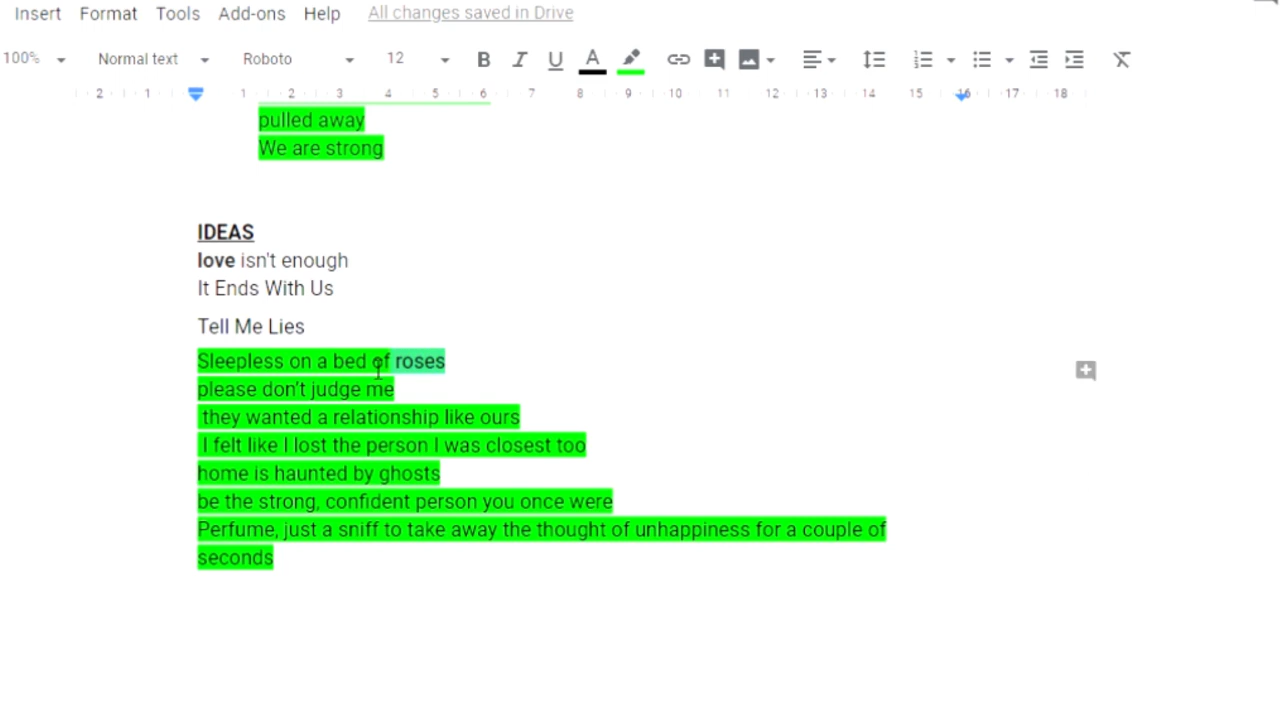 Insert Format Tools Add-ons Help All changes saved in Drive
100% Normal text Roboto 12 B I U A
2 1 1 2 3 4 5 6 7 8 9 10 11 12 13 14 15 16 17 18
pulled away
We are strong
IDEAS
love isn't enough
It Ends With Us
Tell Me Lies
Sleepless on a bed of roses
please don't judge me
they wanted a relationship like ours
I felt like I lost the person I was closest too
home is haunted by ghosts
be the strong, confident person you once were
Perfume, just a sniff to take away the thought of unhappiness for a couple of
seconds